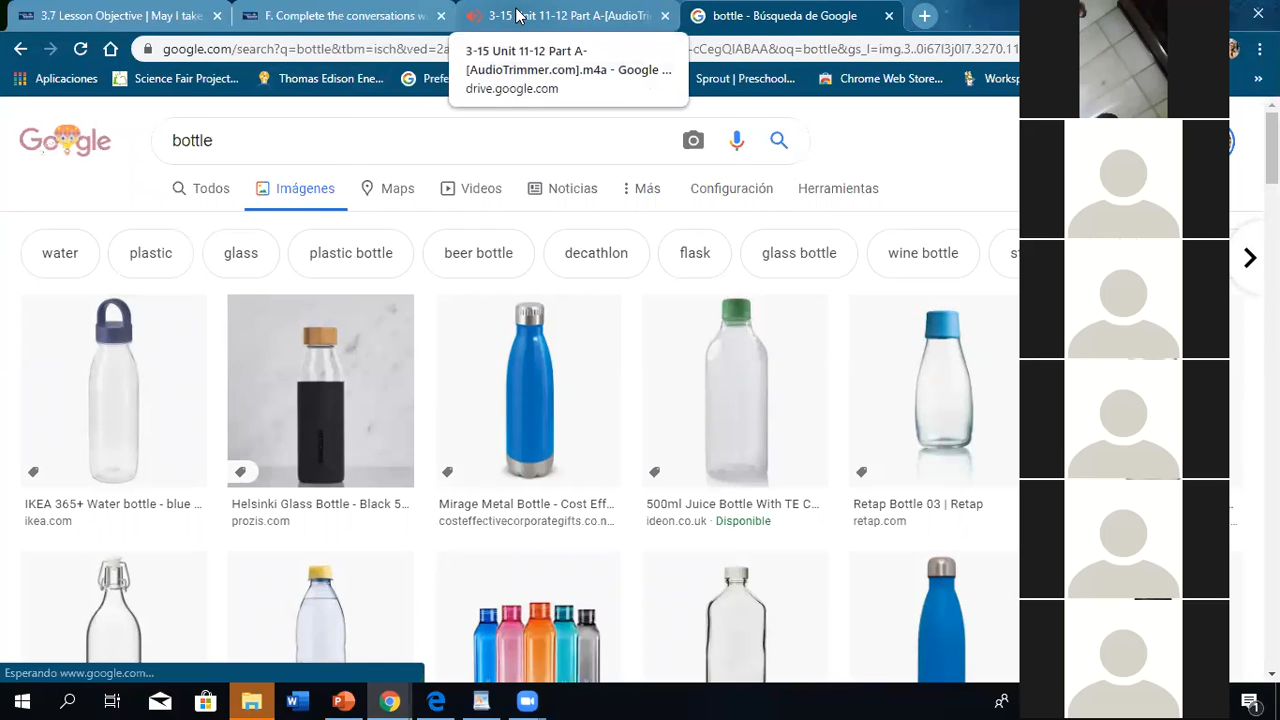 3.7 Lesson Objective | May I take
F. Complete the conversations w
3-15 Unit 11-12 Part A-[AudioTri
bottle - Búsqueda de Google
google.com/search?q=bottle&tbm=isch&ved=2a
-cCegQIABAA&oq=bottle&gs_l=img.3.0i67l3j0l7.3270.11
Aplicaciones
Science Fair Project...
Thomas Edison Ene...
Prefe
Sprout | Preschool...
Worksp
3-15 Unit 11-12 Part A-
[AudioTrimmer.com].m4a - Google ...
drive.google.com
Google
bottle
Todos
Imágenes
Maps
Videos
Noticias
Más
Configuración
Herramientas
water
plastic
glass
plastic bottle
beer bottle
decathlon
flask
glass bottle
wine bottle
IKEA 365+ Water bottle - blue ...
ikea.com
Helsinki Glass Bottle - Black 5...
prozis.com
Mirage Metal Bottle - Cost Eff...
costeffectivecorporategifts.co.n...
500ml Juice Bottle With TE C...
ideon.co.uk · Disponible
Retap Bottle 03 | Retap
retap.com
Esperando www.google.com...